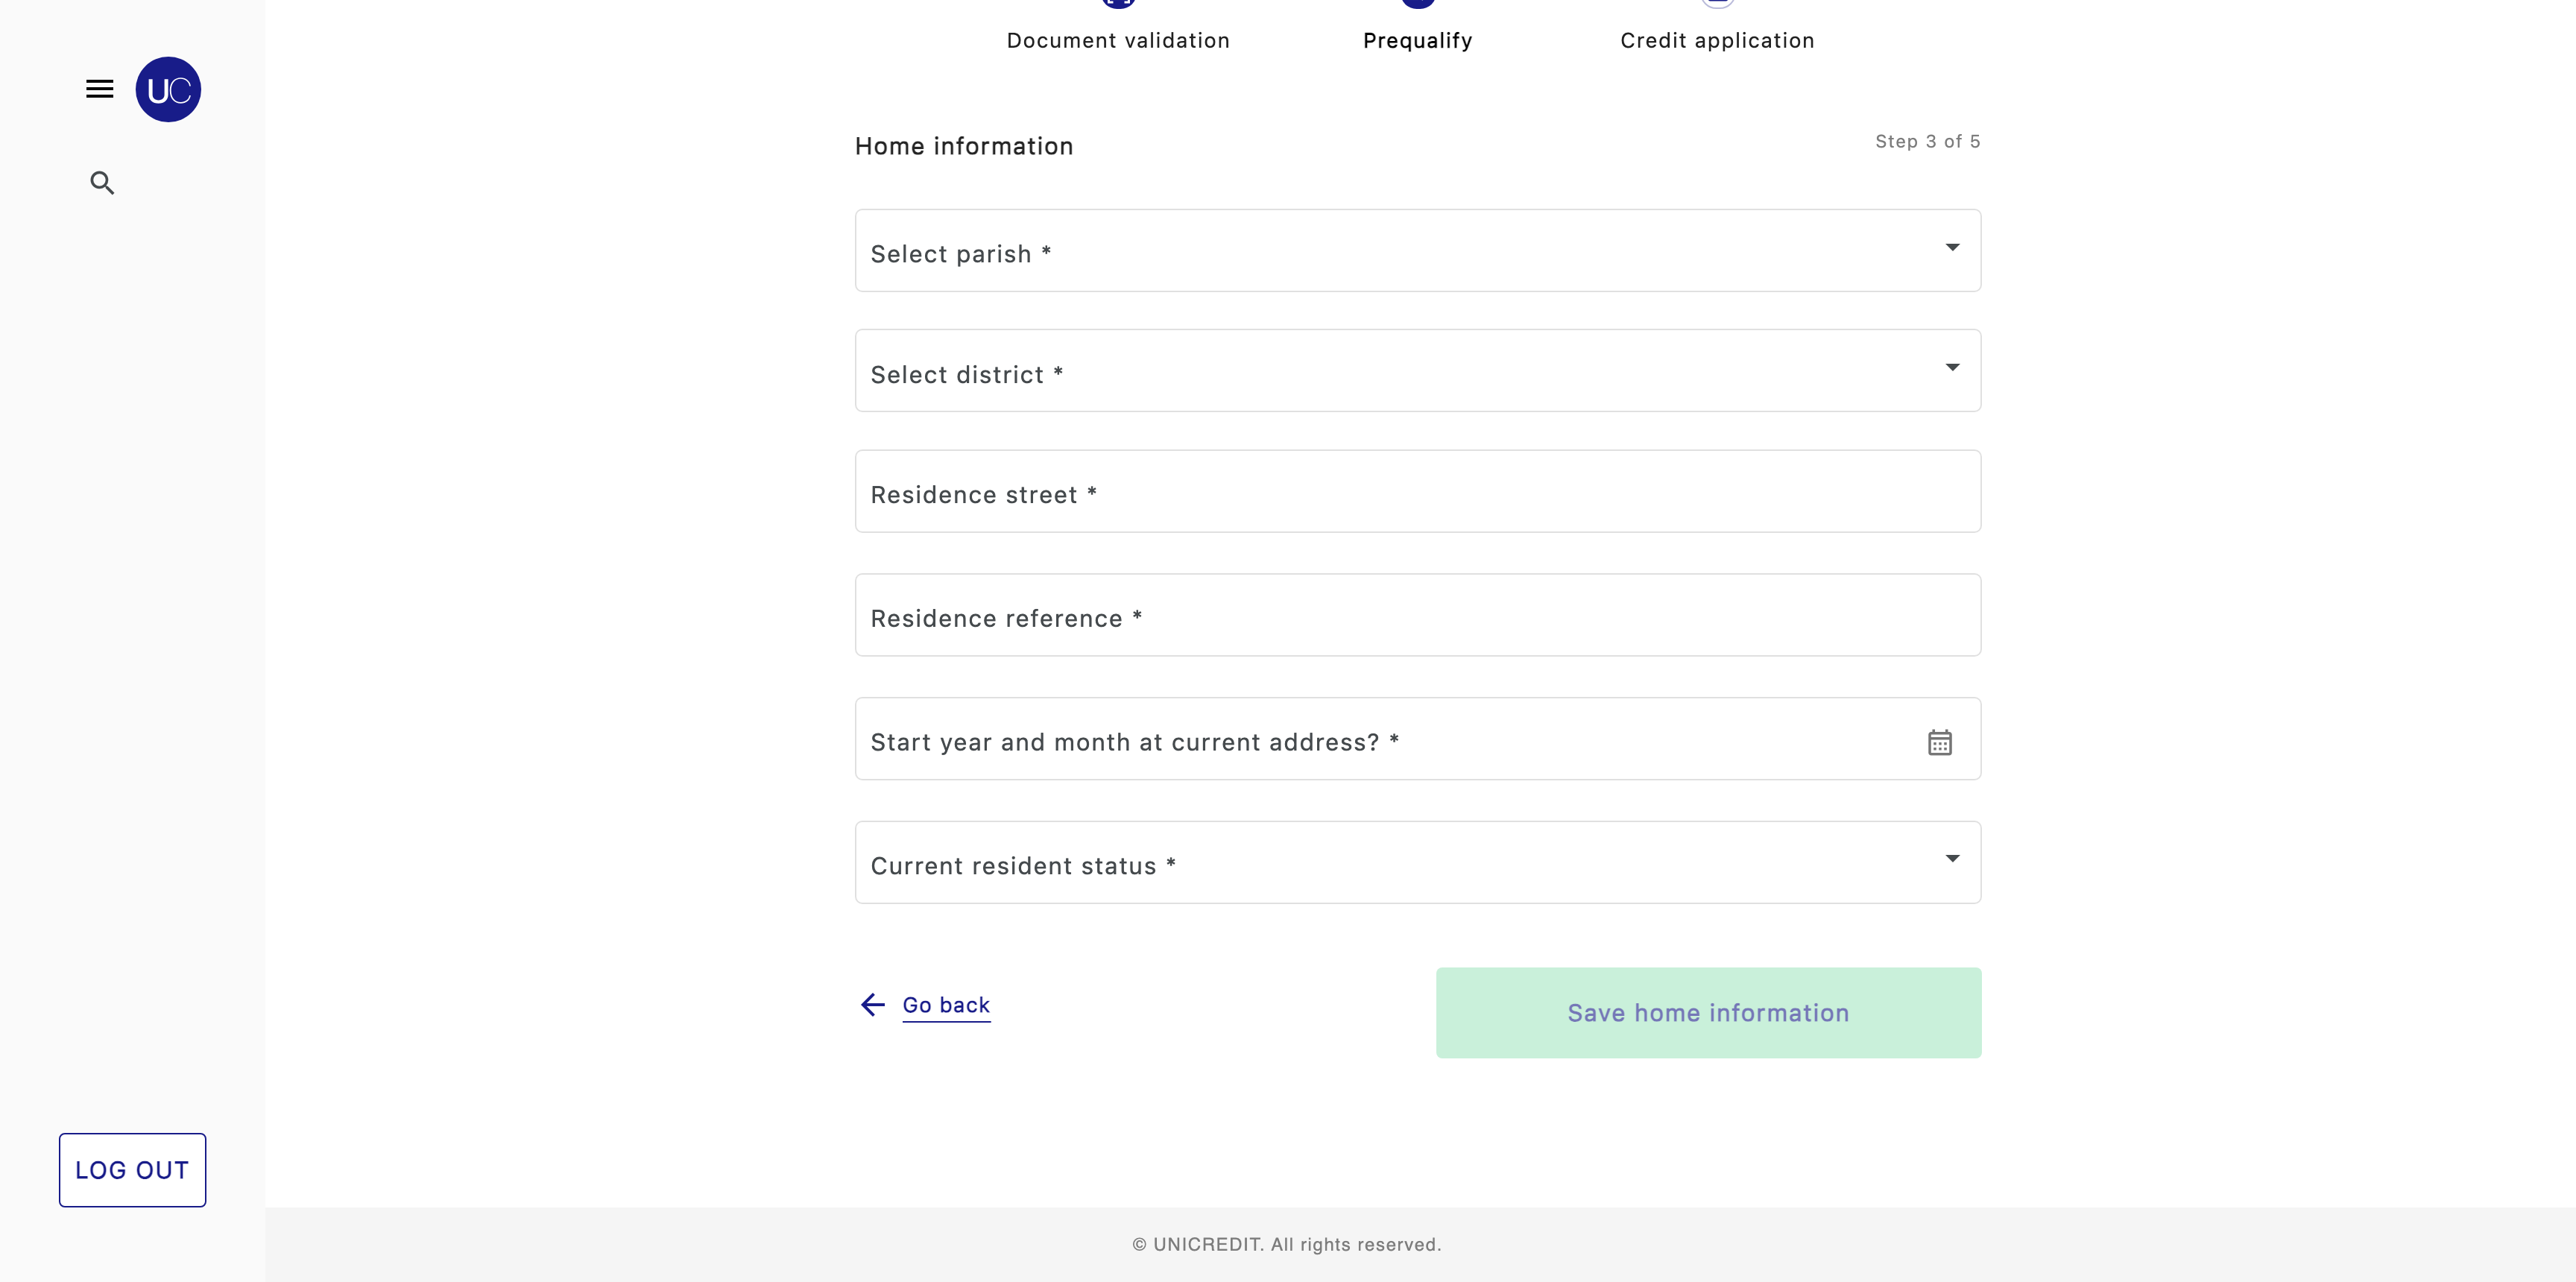 Document validation
Prequalify
Credit application
UC
Home information
Step 3 of 5
Select parish *
Select district *
Residence street *
Residence reference *
Start year and month at current address? *
Current resident status *
Go back
Save home information
LOG OUT
© UNICREDIT. All rights reserved.